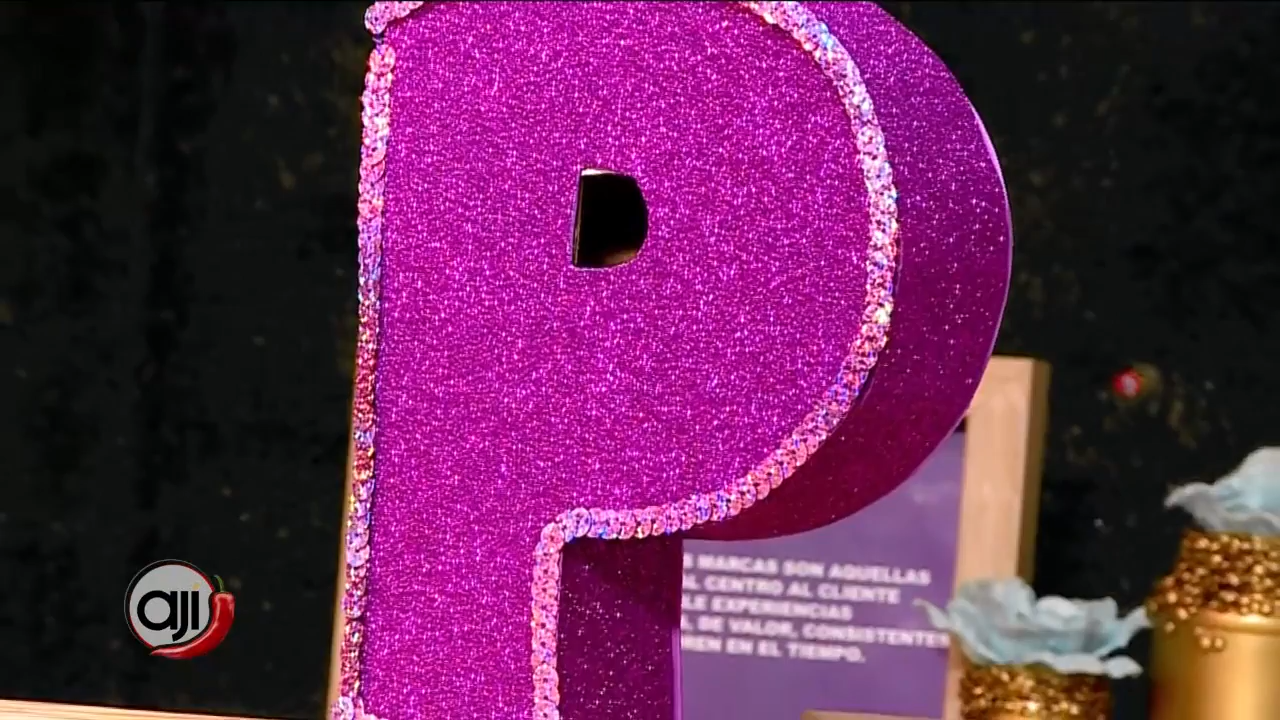 P
MARCAS SON AQUELLAS
CENTRO AL CLIENTE
EXPERIENCIAS
DE VALOR, CONSISTENTES
EN EL TIEMPO.
aji